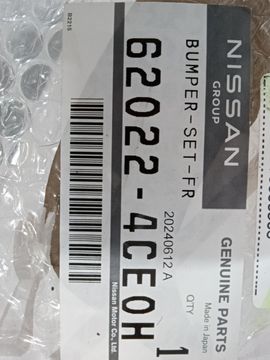 NISSAN
GROUP
GENUINE PARTS
Made in Japan
BUMPER-SET-FR
QTY
20240612 A
62022-4CE0H
1
Nissan Motor Co., Ltd.
D2215